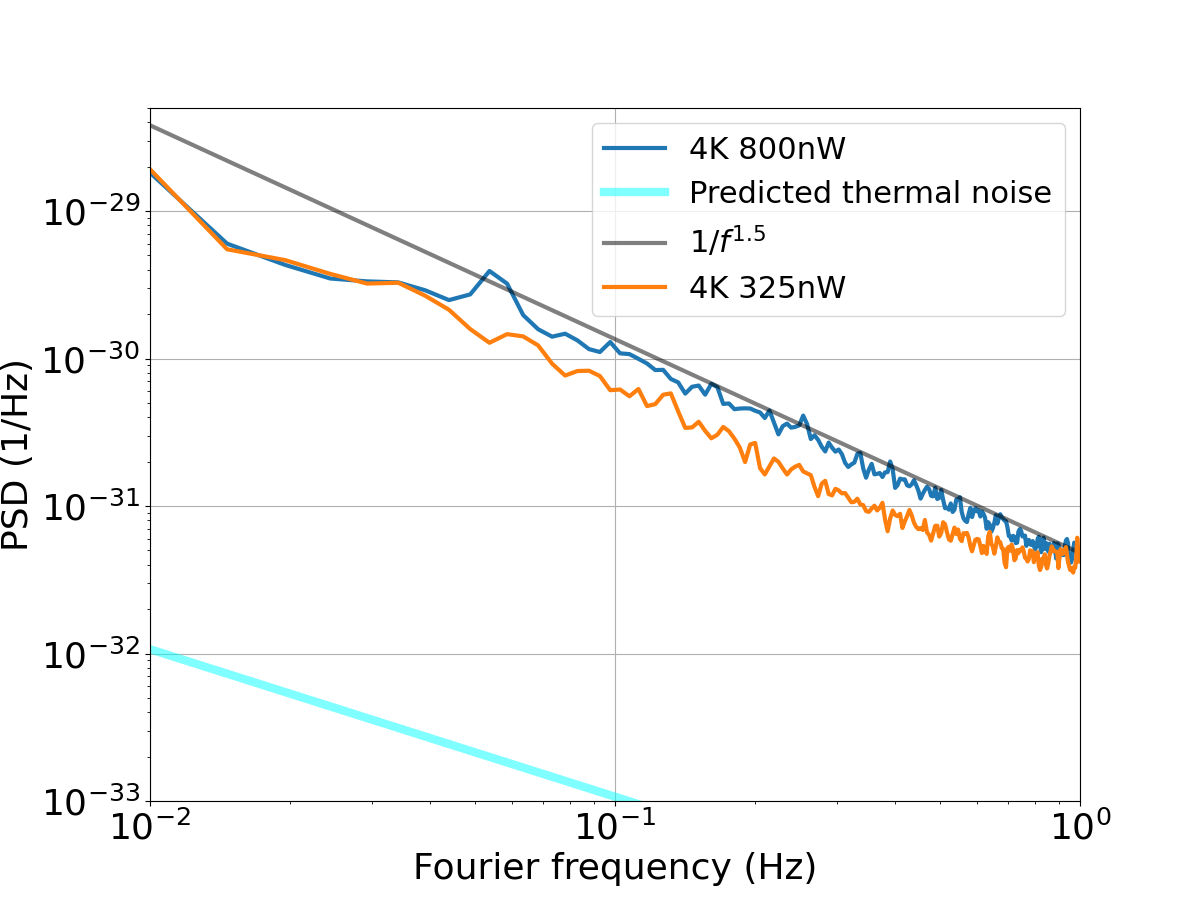 4K 800nW
Predicted thermal noise
1/f^{1.5}
4K 325nW
PSD (1/Hz)
10^{−29}
10^{−30}
10^{−31}
10^{−32}
10^{−33}
10^{−2}
10^{−1}
10^{0}
Fourier frequency (Hz)